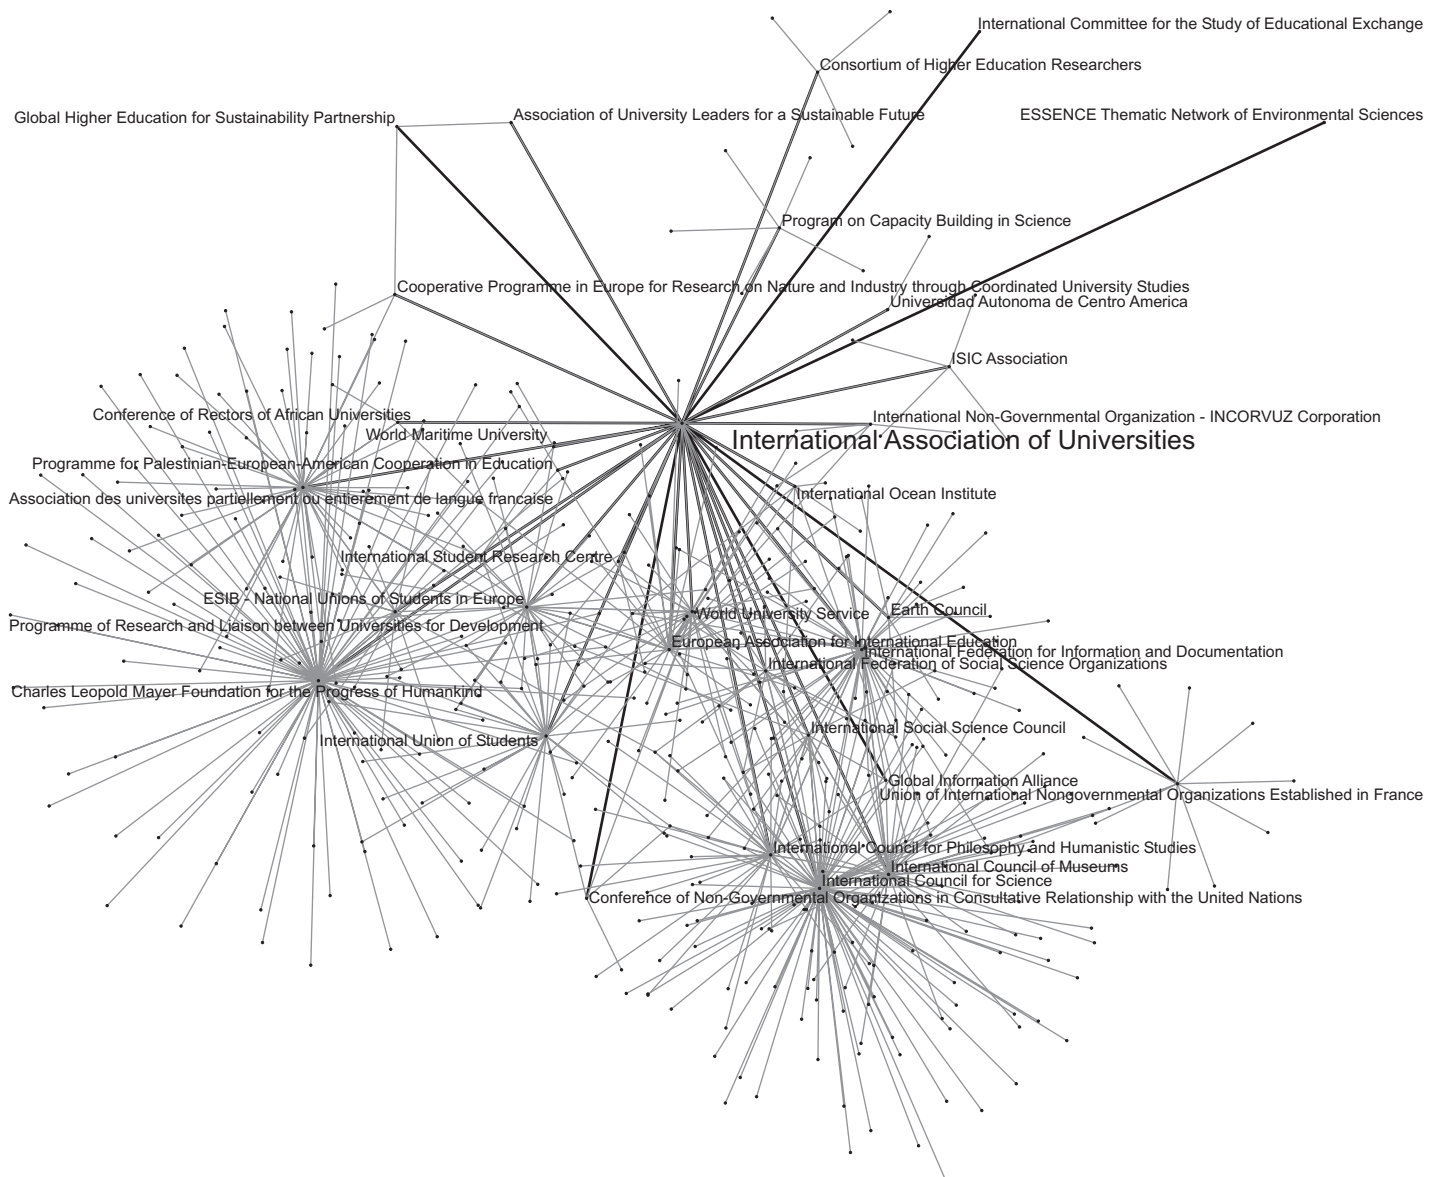 International Committee for the Study of Educational Exchange
Consortium of Higher Education Researchers
Global Higher Education for Sustainability Partnership
Association of University Leaders for a Sustainable Future
ESSENCE Thematic Network of Environmental Sciences
Program on Capacity Building in Science
Cooperative Programme in Europe for Research on Nature and Industry through Coordinated University Studies
Universidad Autonoma de Centro America
ISIC Association
Conference of Rectors of African Universities
International Non-Governmental Organization - INCORVUZ Corporation
World Maritime University
International Association of Universities
Programme for Palestinian-European-American Cooperation in Education
Association des universites partiellement ou entierement de langue francaise
International Ocean Institute
International Student Research Centre
ESIB - National Unions of Students in Europe
World University Service
Earth Council
Programme of Research and Liaison between Universities for Development
European Association for International Education
International Federation for Information and Documentation
International Federation of Social Science Organizations
Charles Leopold Mayer Foundation for the Progress of Humankind
International Social Science Council
International Union of Students
Global Information Alliance
Union of International Nongovernmental Organizations Established in France
International Council for Philosophy and Humanistic Studies
International Council of Museums
International Council for Science
Conference of Non-Governmental Organizations in Consultative Relationship with the United Nations